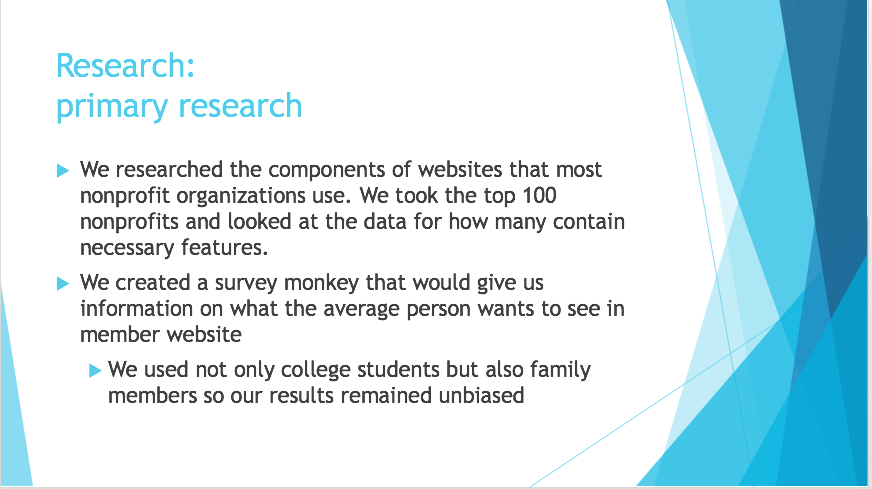 Research:
primary research
We researched the components of websites that most
nonprofit organizations use. We took the top 100
nonprofits and looked at the data for how many contain
necessary features.
We created a survey monkey that would give us
information on what the average person wants to see in
member website
We used not only college students but also family
members so our results remained unbiased